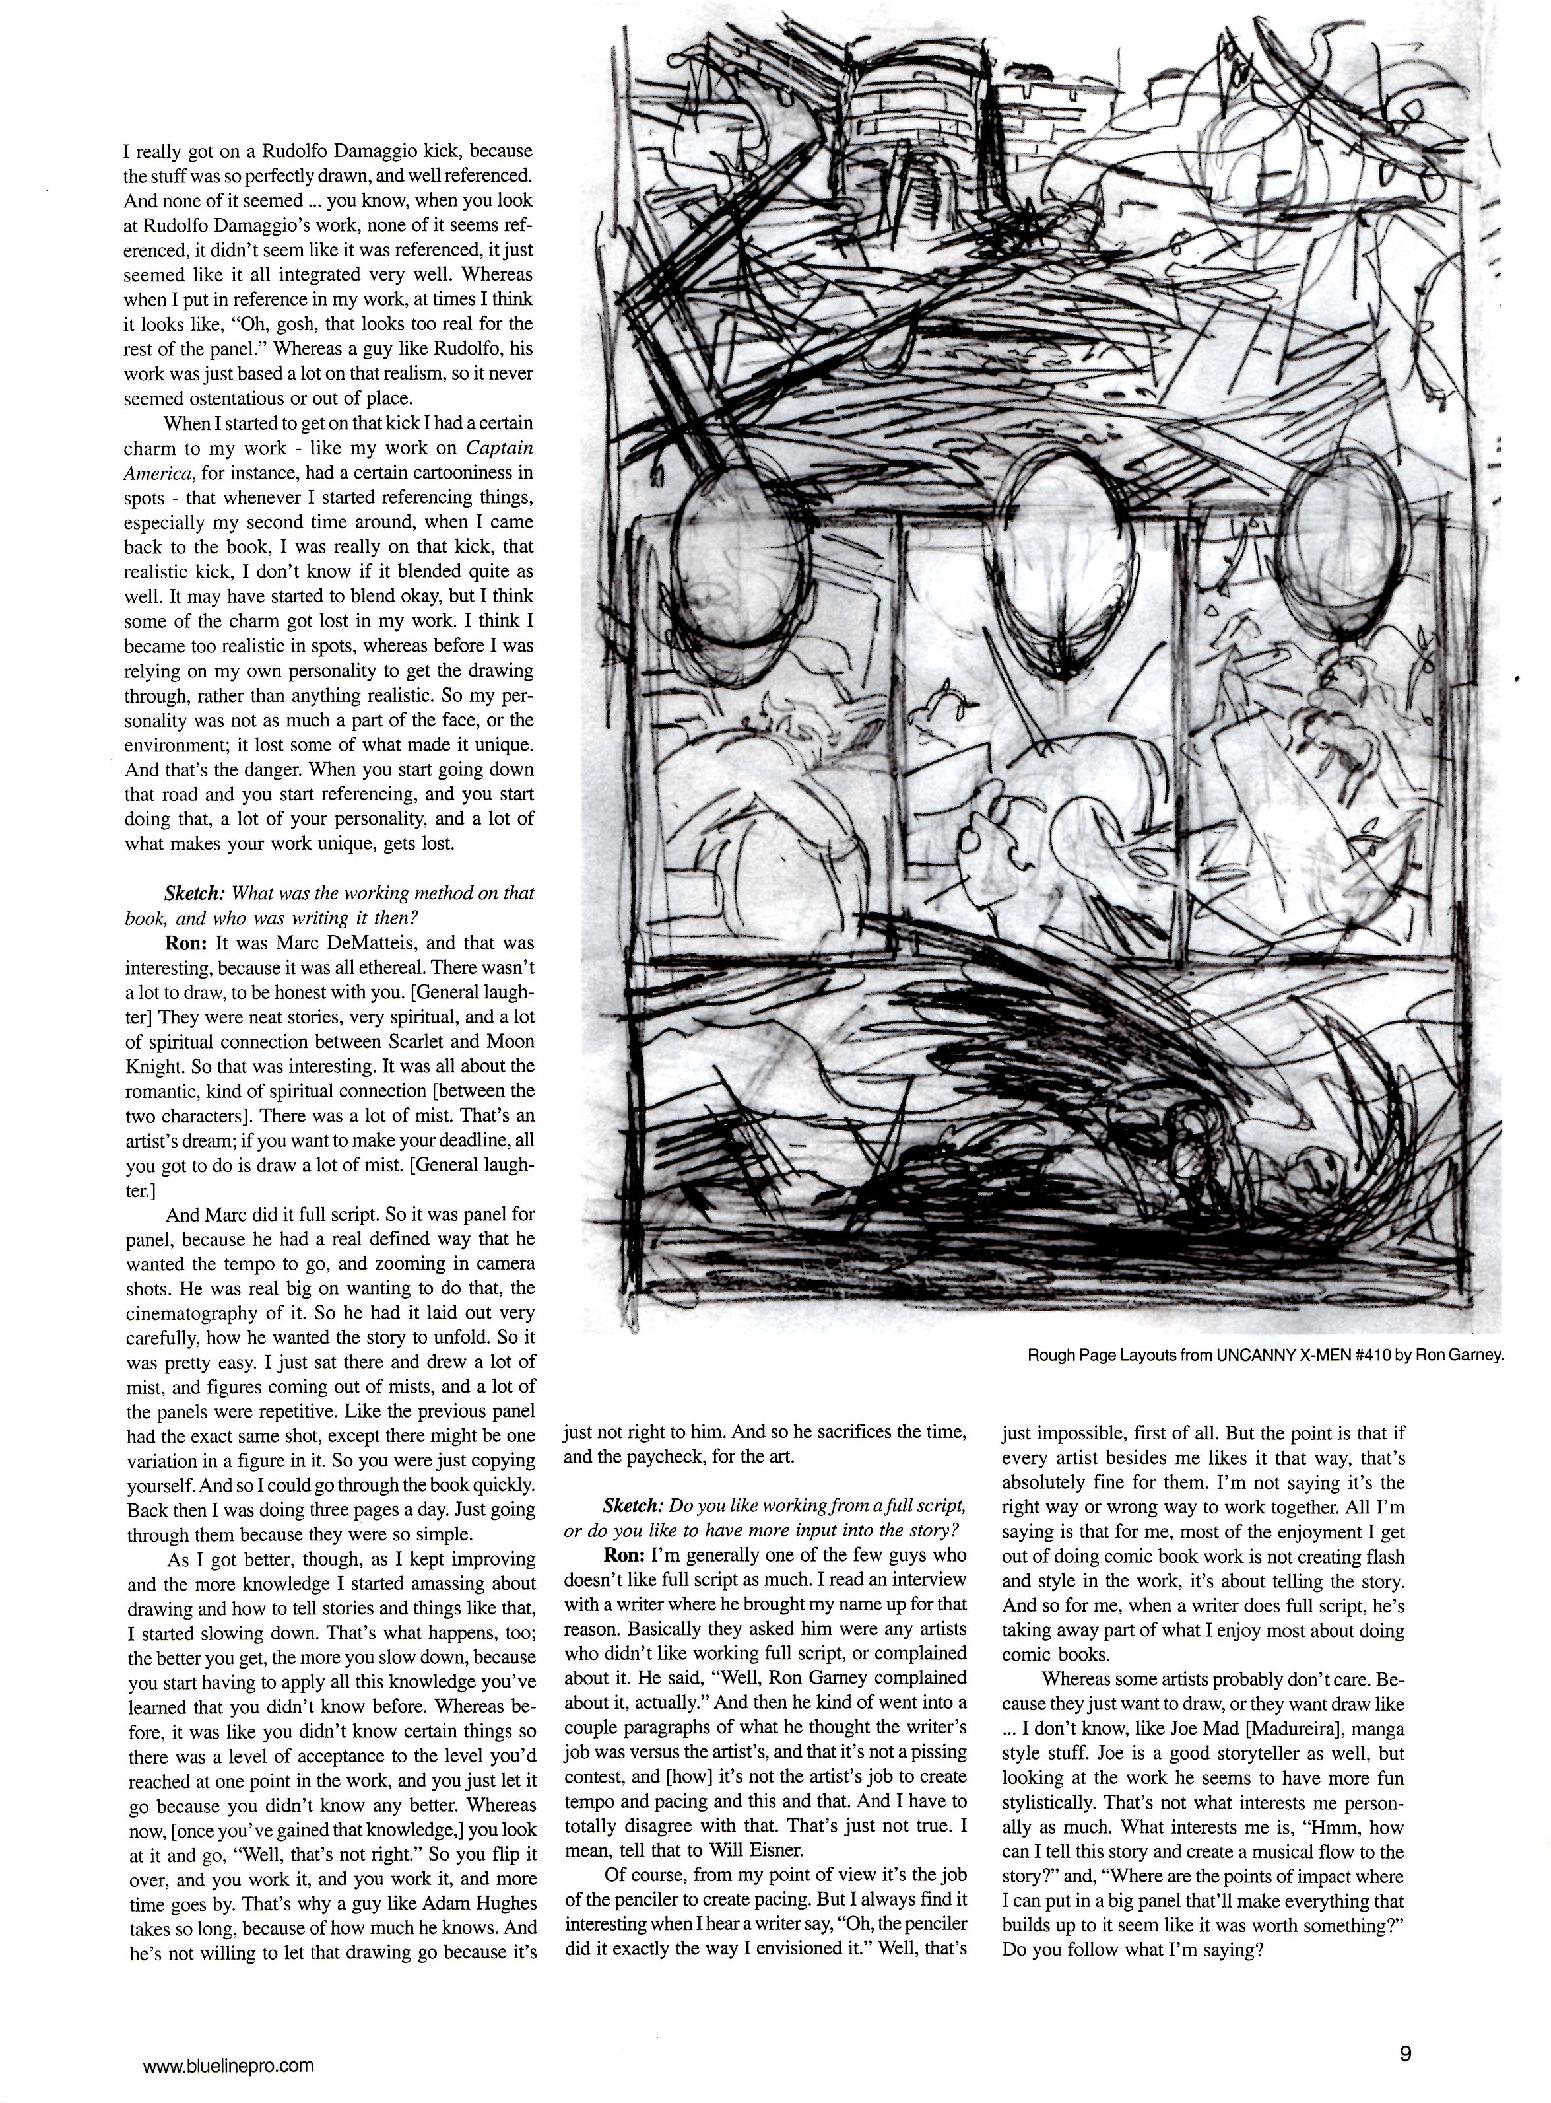 I really got on a Rudolfo Damaggio kick, because
the stuff was so perfectly drawn, and well referenced.
And none of it seemed ... you know, when you look
at Rudolfo Damaggio's work, none of it seems ref-
erenced, it didn't seem like it was referenced, it just
seemed like it all integrated very well. Whereas
when I put in reference in my work, at times I think
it looks like, “Oh, gosh, that looks too real for the
rest of the panel.” Whereas a guy like Rudolfo, his
work was just based a lot on that realism, so it never
seemed ostentatious or out of place.
When I started to get on that kick I had a certain
charm to my work - like my work on Captain
America, for instance, had a certain cartooniness in
spots - that whenever I started referencing things,
especially my second time around, when I came
back to the book, I was really on that kick, that
realistic kick, I don't know if it blended quite as
well. It may have started to blend okay, but I think
some of the charm got lost in my work. I think I
became too realistic in spots, whereas before I was
relying on my own personality to get the drawing
through, rather than anything realistic. So my per-
sonality was not as much a part of the face, or the
environment; it lost some of what made it unique.
And that's the danger. When you start going down
that road and you start referencing, and you start
doing that, a lot of your personality, and a lot of
what makes your work unique, gets lost.
Sketch: What was the working method on that
book, and who was writing it then?
Ron: It was Marc DeMatteis, and that was
interesting, because it was all ethereal. There wasn't
a lot to draw, to be honest with you. [General laugh-
ter] They were neat stories, very spiritual, and a lot
of spiritual connection between Scarlet and Moon
Knight. So that was interesting. It was all about the
romantic, kind of spiritual connection [between the
two characters]. There was a lot of mist. That's an
artist's dream; if you want to make your deadline, all
you got to do is draw a lot of mist. [General laugh-
ter.]
And Marc did it full script. So it was panel for
panel, because he had a real defined way that he
wanted the tempo to go, and zooming in camera
shots. He was real big on wanting to do that, the
cinematography of it. So he had it laid out very
carefully, how he wanted the story to unfold. So it
was pretty easy. I just sat there and drew a lot of
mist, and figures coming out of mists, and a lot of
the panels were repetitive. Like the previous panel
had the exact same shot, except there might be one
variation in a figure in it. So you were just copying
yourself. And so I could go through the book quickly.
Back then I was doing three pages a day. Just going
through them because they were so simple.
As I got better, though, as I kept improving
and the more knowledge I started amassing about
drawing and how to tell stories and things like that,
I started slowing down. That's what happens, too;
the better you get, the more you slow down, because
you start having to apply all this knowledge you've
learned that you didn't know before. Whereas be-
fore, it was like you didn't know certain things so
there was a level of acceptance to the level you'd
reached at one point in the work, and you just let it
go because you didn't know any better. Whereas
now, [once you've gained that knowledge,] you look
at it and go, “Well, that's not right.” So you flip it
over, and you work it, and you work it, and more
time goes by. That's why a guy like Adam Hughes
takes so long, because of how much he knows. And
he's not willing to let that drawing go because it's
Rough Page Layouts from UNCANNY X-MEN #410 by Ron Garney.
just not right to him. And so he sacrifices the time,
and the paycheck, for the art.
Sketch: Do you like working from a full script,
or do you like to have more input into the story?
Ron: I'm generally one of the few guys who
doesn't like full script as much. I read an interview
with a writer where he brought my name up for that
reason. Basically they asked him were any artists
who didn't like working full script, or complained
about it. He said, “Well, Ron Garney complained
about it, actually.” And then he kind of went into a
couple paragraphs of what he thought the writer's
job was versus the artist's, and that it's not a pissing
contest, and [how] it's not the artist's job to create
tempo and pacing and this and that. And I have to
totally disagree with that. That's just not true. I
mean, tell that to Will Eisner.
Of course, from my point of view it's the job
of the penciler to create pacing. But I always find it
interesting when I hear a writer say, “Oh, the penciler
did it exactly the way I envisioned it.” Well, that's
just impossible, first of all. But the point is that if
every artist besides me likes it that way, that's
absolutely fine for them. I'm not saying it's the
right way or wrong way to work together. All I'm
saying is that for me, most of the enjoyment I get
out of doing comic book work is not creating flash
and style in the work, it's about telling the story.
And so for me, when a writer does full script, he's
taking away part of what I enjoy most about doing
comic books.
Whereas some artists probably don't care. Be-
cause they just want to draw, or they want draw like
... I don't know, like Joe Mad [Madureira], manga
style stuff. Joe is a good storyteller as well, but
looking at the work he seems to have more fun
stylistically. That's not what interests me person-
ally as much. What interests me is, “Hmm, how
can I tell this story and create a musical flow to the
story?” and, “Where are the points of impact where
I can put in a big panel that'll make everything that
builds up to it seem like it was worth something?”
Do you follow what I'm saying?
www.bluelinepro.com
9